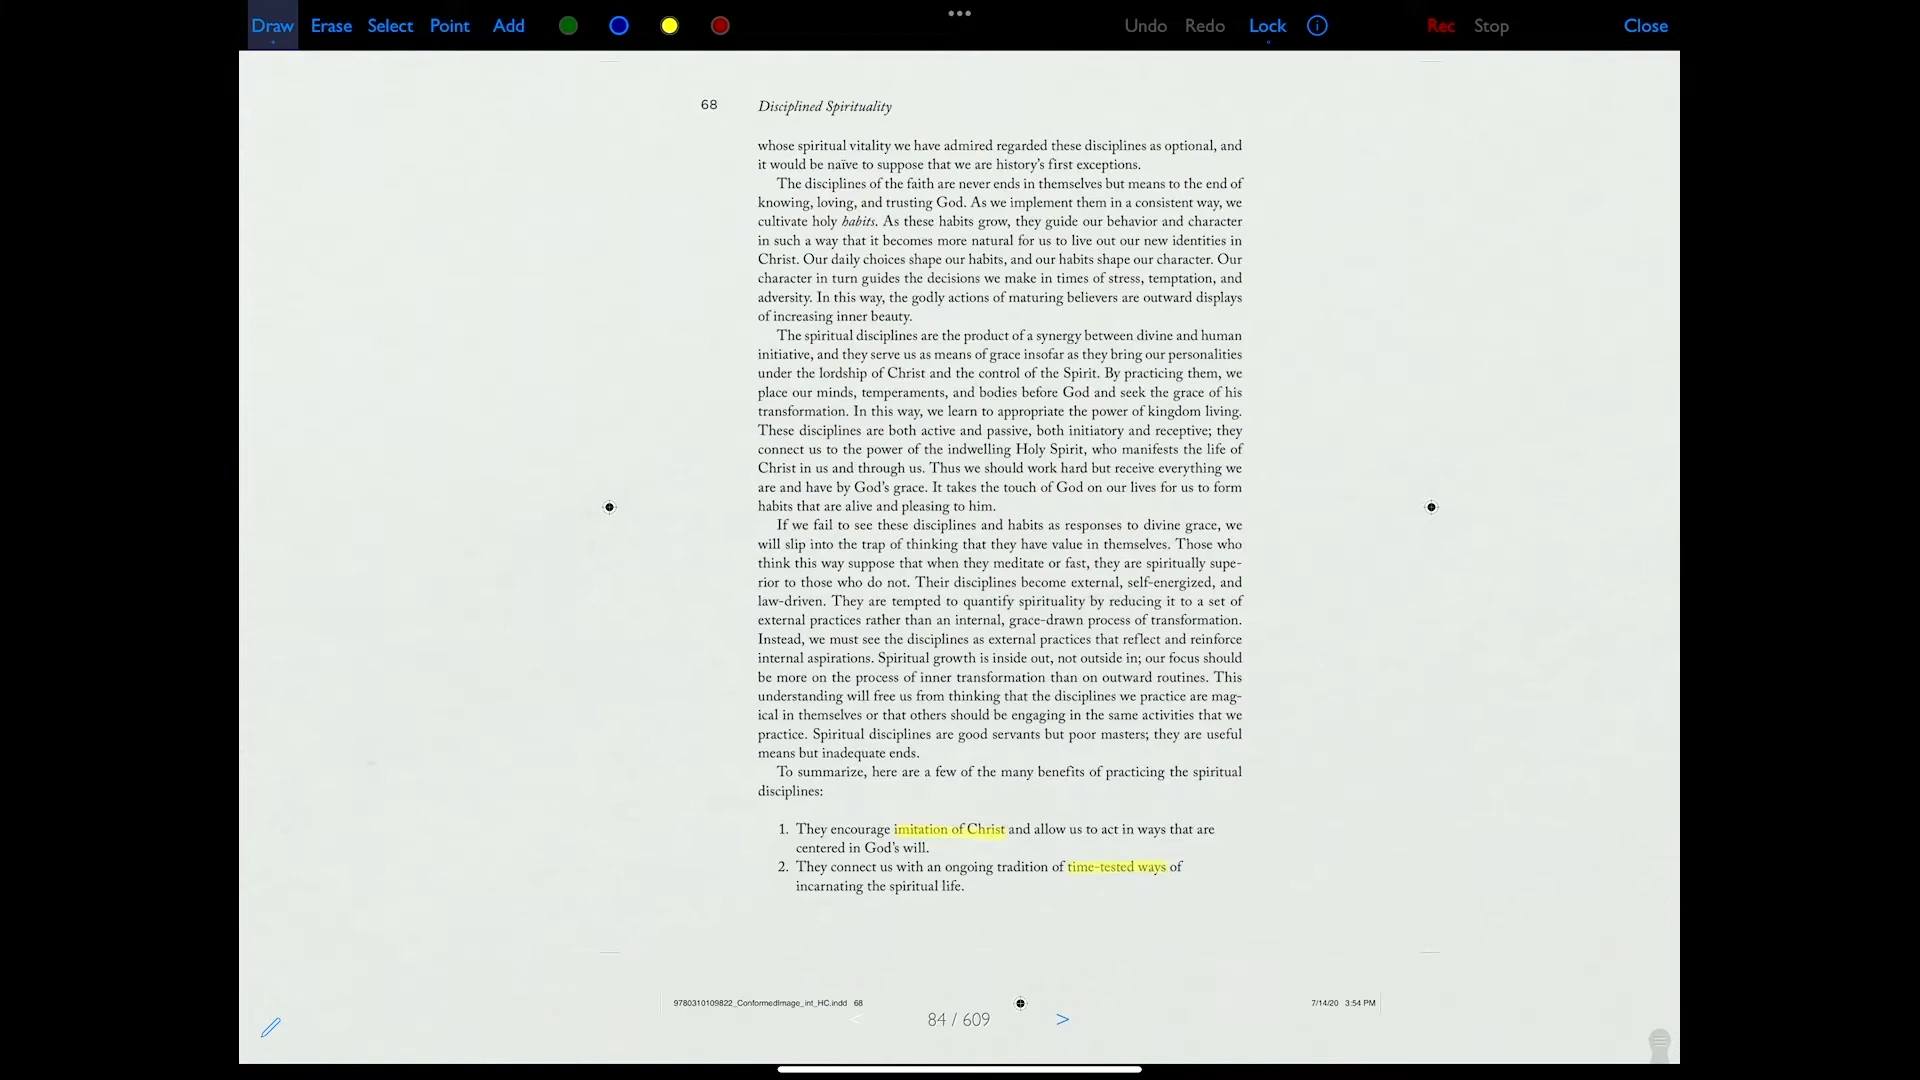 Draw Erase Select Point Add Undo Redo Lock Rec Stop Close
68 Disciplined Spirituality
whose spiritual vitality we have admired regarded these disciplines as optional, and
it would be naïve to suppose that we are history's first exceptions.
The disciplines of the faith are never ends in themselves but means to the end of
knowing, loving, and trusting God. As we implement them in a consistent way, we
cultivate holy habits. As these habits grow, they guide our behavior and character
in such a way that it becomes more natural for us to live out our new identities in
Christ. Our daily choices shape our habits, and our habits shape our character. Our
character in turn guides the decisions we make in times of stress, temptation, and
adversity. In this way, the godly actions of maturing believers are outward displays
of increasing inner beauty.
The spiritual disciplines are the product of a synergy between divine and human
initiative, and they serve us as means of grace insofar as they bring our personalities
under the lordship of Christ and the control of the Spirit. By practicing them, we
place our minds, temperaments, and bodies before God and seek the grace of his
transformation. In this way, we learn to appropriate the power of kingdom living.
These disciplines are both active and passive, both initiatory and receptive; they
connect us to the power of the indwelling Holy Spirit, who manifests the life of
Christ in us and through us. Thus we should work hard but receive everything we
are and have by God's grace. It takes the touch of God on our lives for us to form
habits that are alive and pleasing to him.
If we fail to see these disciplines and habits as responses to divine grace, we
will slip into the trap of thinking that they have value in themselves. Those who
think this way suppose that when they meditate or fast, they are spiritually supe-
rior to those who do not. Their disciplines become external, self-energized, and
law-driven. They are tempted to quantify spirituality by reducing it to a set of
external practices rather than an internal, grace-drawn process of transformation.
Instead, we must see the disciplines as external practices that reflect and reinforce
internal aspirations. Spiritual growth is inside out, not outside in; our focus should
be more on the process of inner transformation than on outward routines. This
understanding will free us from thinking that the disciplines we practice are mag-
ical in themselves or that others should be engaging in the same activities that we
practice. Spiritual disciplines are good servants but poor masters; they are useful
means but inadequate ends.
To summarize, here are a few of the many benefits of practicing the spiritual
disciplines:
1. They encourage imitation of Christ and allow us to act in ways that are
centered in God's will.
2. They connect us with an ongoing tradition of time-tested ways of
incarnating the spiritual life.
9780310109822_ConformedImage_int_HC.indd 68 7/14/20 3:54 PM
< 84 / 609 >